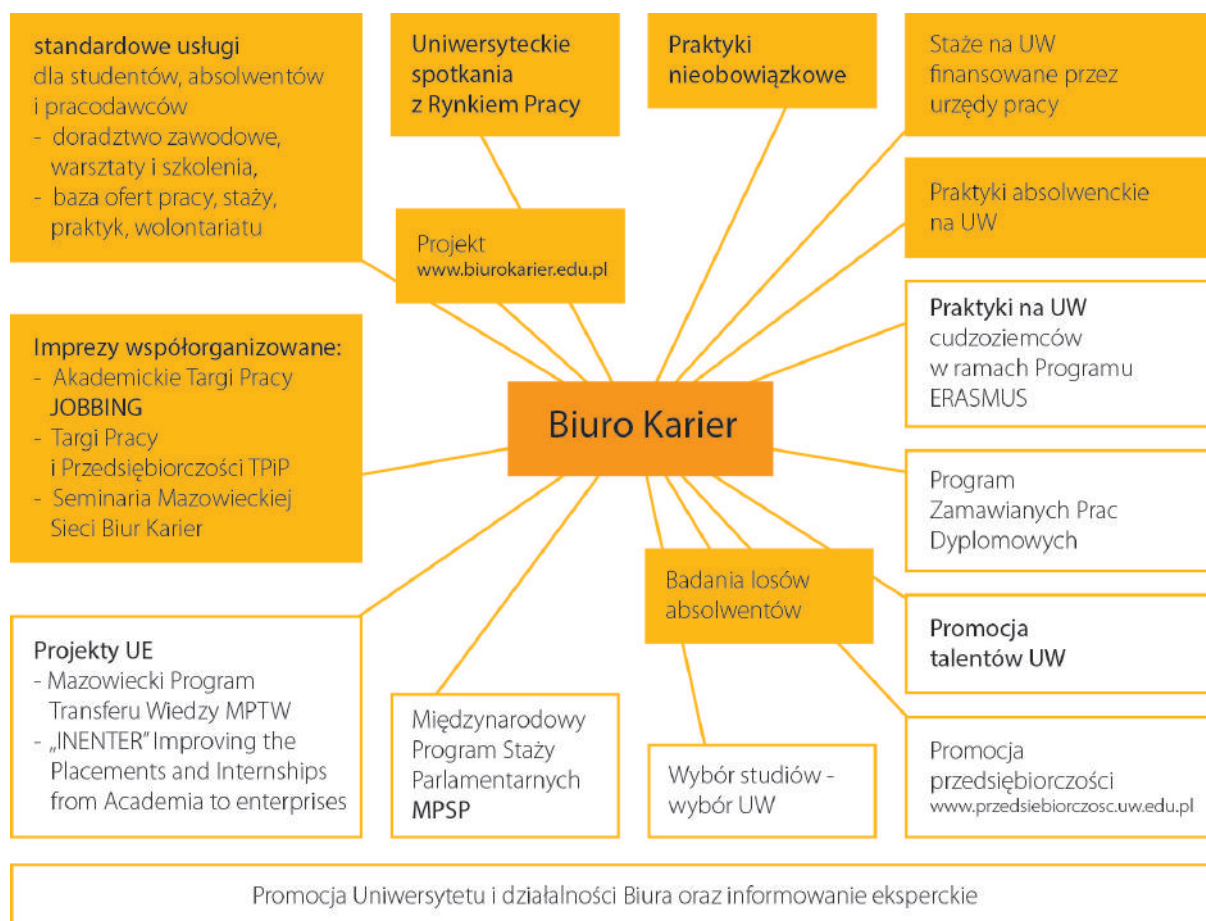 standardowe usługi
dla studentów, absolwentów
i pracodawców
- doradztwo zawodowe,
warsztaty i szkolenia,
- baza ofert pracy, staży,
praktyk, wolontariatu
Uniwersyteckie
spotkania
z Rynkiem Pracy
Praktyki
nieobowiązkowe
Staże na UW
finansowane przez
urzędy pracy
Projekt
www.biurokarier.edu.pl
Praktyki absolwenckie
na UW
Imprezy współorganizowane:
- Akademickie Targi Pracy
JOBBING
- Targi Pracy
i Przedsiębiorczości TPiP
- Seminaria Mazowieckiej
Sieci Biur Karier
Biuro Karier
Praktyki na UW
cudzoziemców
w ramach Programu
ERASMUS
Program
Zamawianych Prac
Dyplomowych
Badania losów
absolwentów
Promocja
talentów UW
Projekty UE
- Mazowiecki Program
Transferu Wiedzy MPTW
- „INENTER” Improving the
Placements and Internships
from Academia to enterprises
Międzynarodowy
Program Staży
Parlamentarnych
MPSP
Wybór studiów -
wybór UW
Promocja
przedsiębiorczości
www.przedsiebiorczosc.uw.edu.pl
Promocja Uniwersytetu i działalności Biura oraz informowanie eksperckie